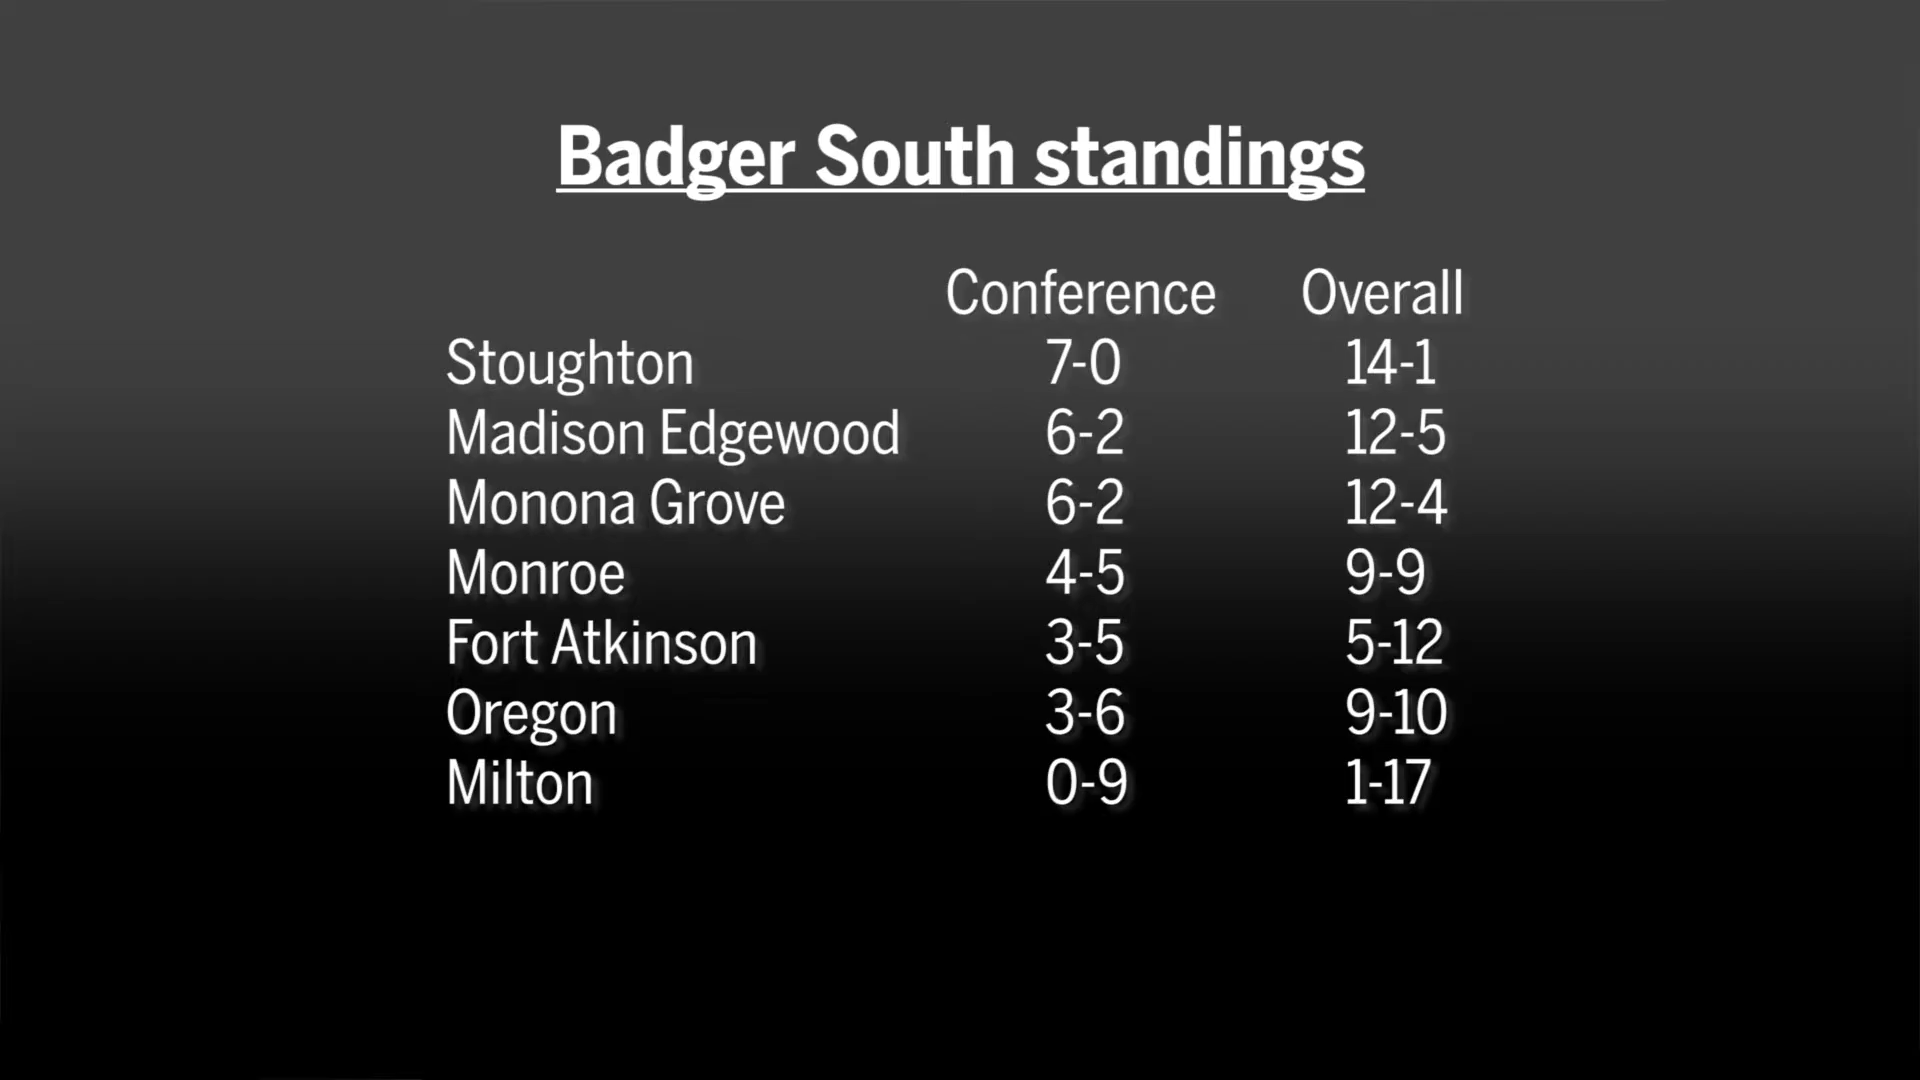 Badger South standings
Conference Overall
Stoughton 7-0 14-1
Madison Edgewood 6-2 12-5
Monona Grove 6-2 12-4
Monroe 4-5 9-9
Fort Atkinson 3-5 5-12
Oregon 3-6 9-10
Milton 0-9 1-17